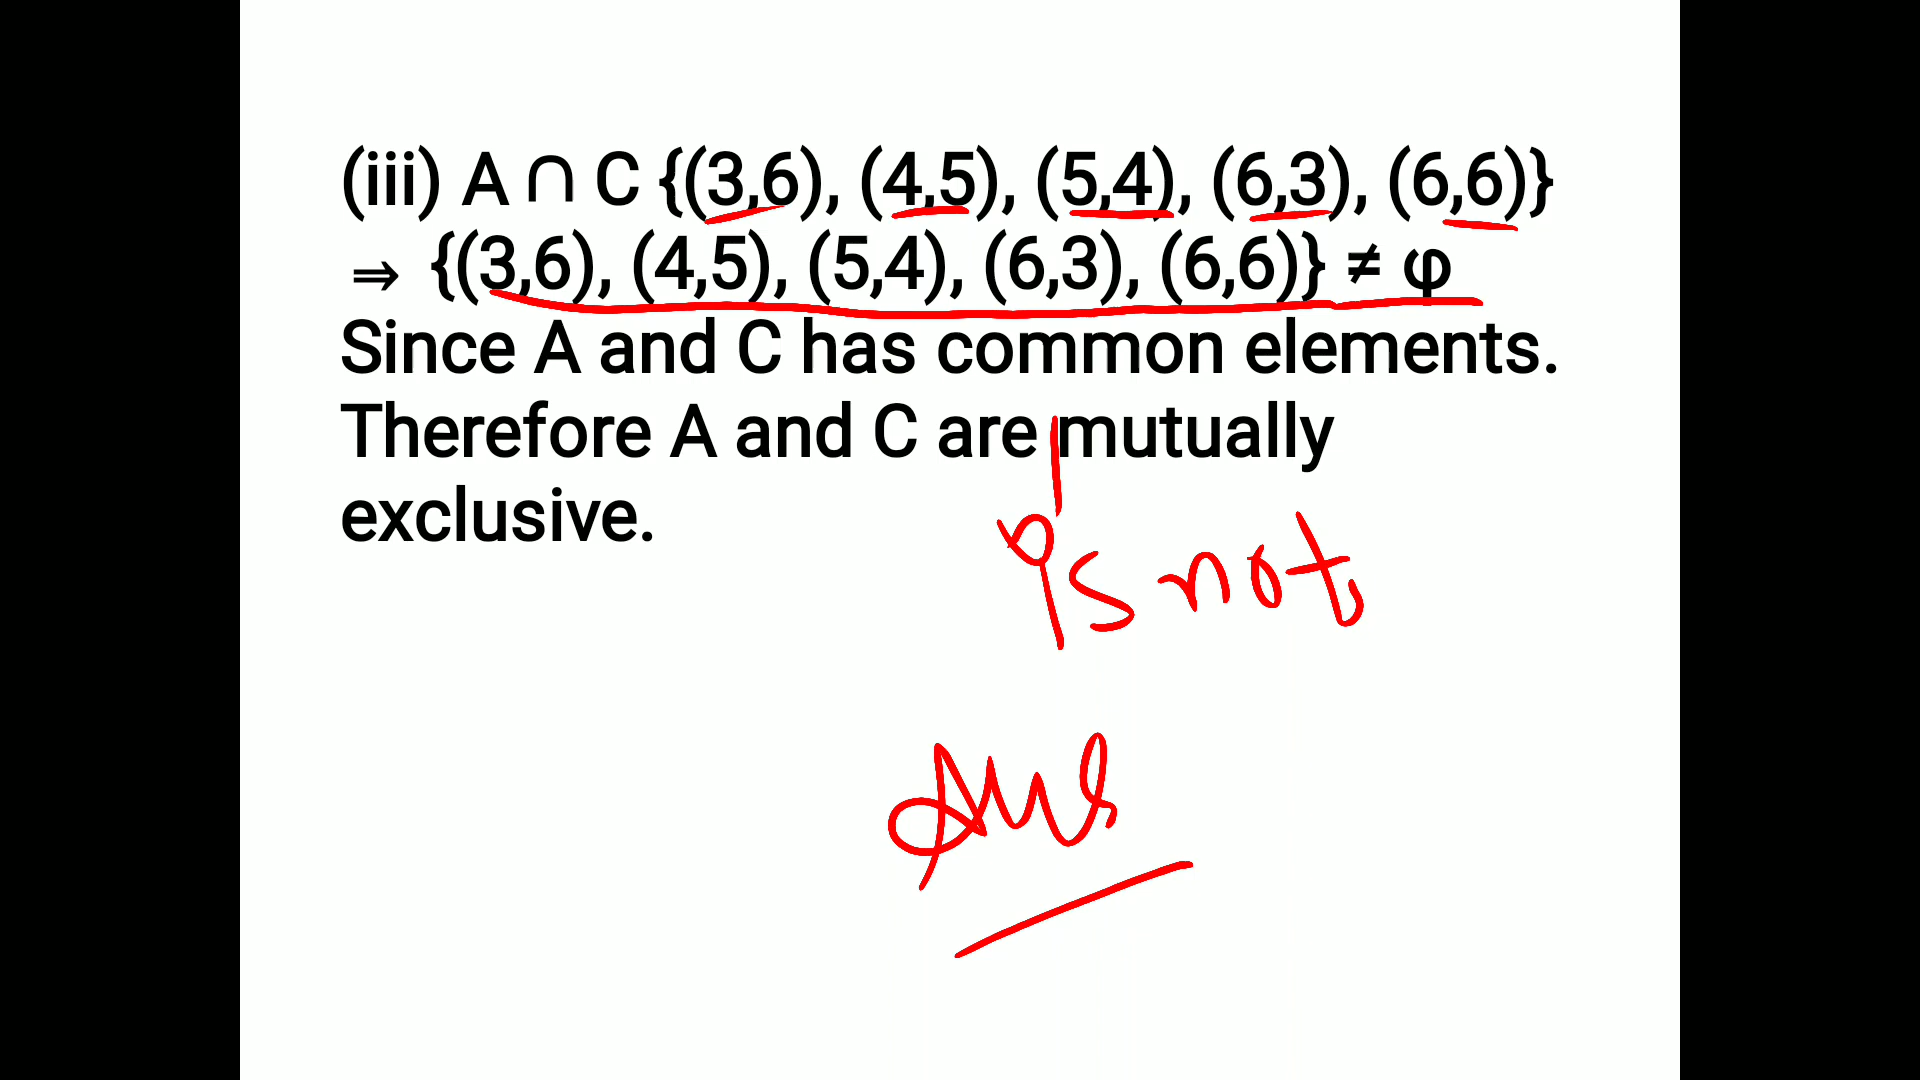 (iii) A ∩ C {(3,6), (4,5), (5,4), (6,3), (6,6)}
⇒ {(3,6), (4,5), (5,4), (6,3), (6,6)} ≠ φ
Since A and C has common elements.
Therefore A and C are mutually
exclusive.
is not
Ans